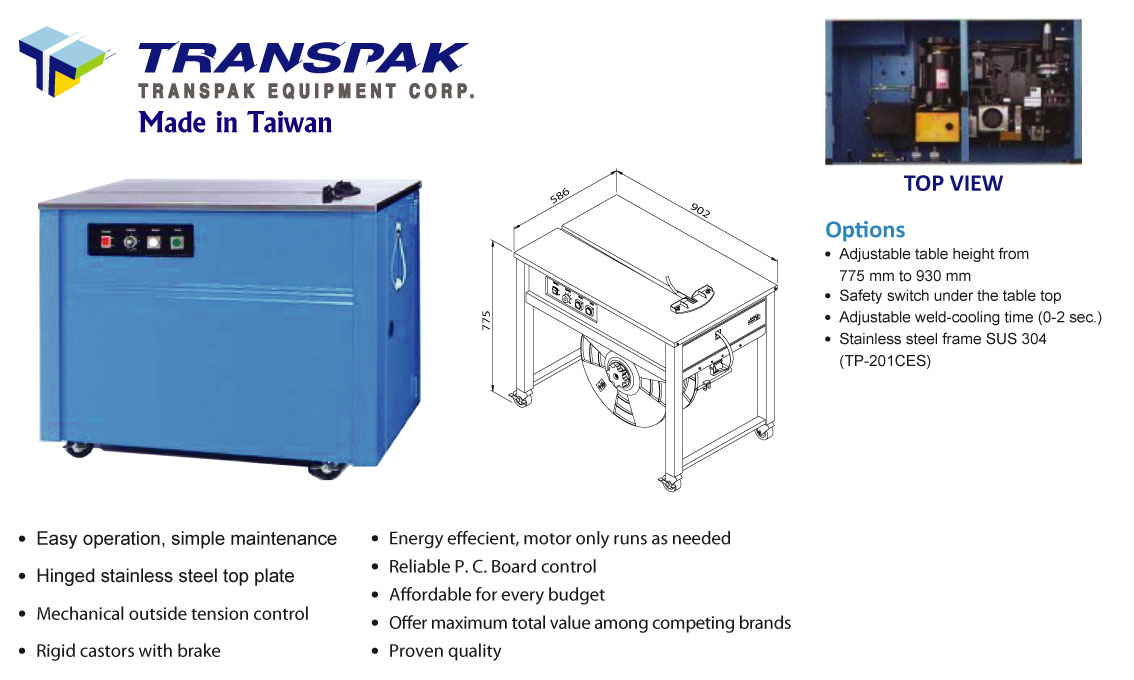 TRANSPAK
TRANSPAK EQUIPMENT CORP.
Made in Taiwan
TOP VIEW
586
902
775
Options
• Adjustable table height from
775 mm to 930 mm
• Safety switch under the table top
• Adjustable weld-cooling time (0-2 sec.)
• Stainless steel frame SUS 304
(TP-201CES)
• Easy operation, simple maintenance
• Hinged stainless steel top plate
• Mechanical outside tension control
• Rigid castors with brake
• Energy effecient, motor only runs as needed
• Reliable P. C. Board control
• Affordable for every budget
• Offer maximum total value among competing brands
• Proven quality